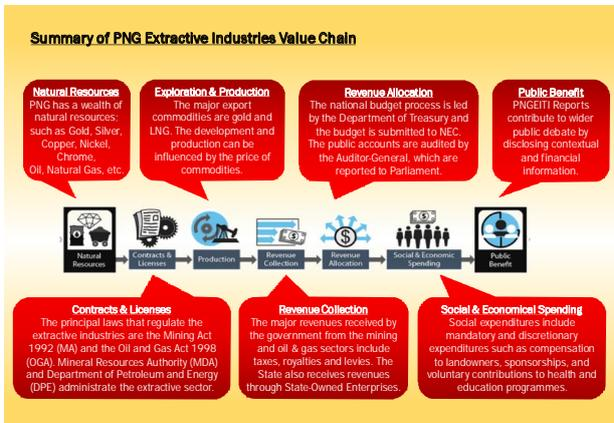 Summary of PNG Extractive Industries Value Chain
Natural Resources
PNG has a wealth of
natural resources;
such as Gold, Silver,
Copper, Nickel,
Chrome,
Oil, Natural Gas, etc.
Exploration & Production
The major export
commodities are gold and
LNG. The development and
production can be
influenced by the price of
commodities.
Revenue Allocation
The national budget process is led
by the Department of Treasury and
the budget is submitted to NEC.
The public accounts are audited by
the Auditor-General, which are
reported to Parliament.
Public Benefit
PNGEITI Reports
contribute to wider
public debate by
disclosing contextual
and financial
information.
Natural
Resources
Contracts &
Licenses
Production
Revenue
Collection
Revenue
Allocation
Social & Economic
Spending
Public
Benefit
Contracts & Licenses
The principal laws that regulate the
extractive industries are the Mining Act
1992 (MA) and the Oil and Gas Act 1998
(OGA). Mineral Resources Authority (MDA)
and Department of Petroleum and Energy
(DPE) administrate the extractive sector.
Revenue Collection
The major revenues received by
the government from the mining
and oil & gas sectors include
taxes, royalties and levies. The
State also receives revenues
through State-Owned Enterprises.
Social & Economical Spending
Social expenditures include
mandatory and discretionary
expenditures such as compensation
to landowners, sponsorships, and
voluntary contributions to health and
education programmes.